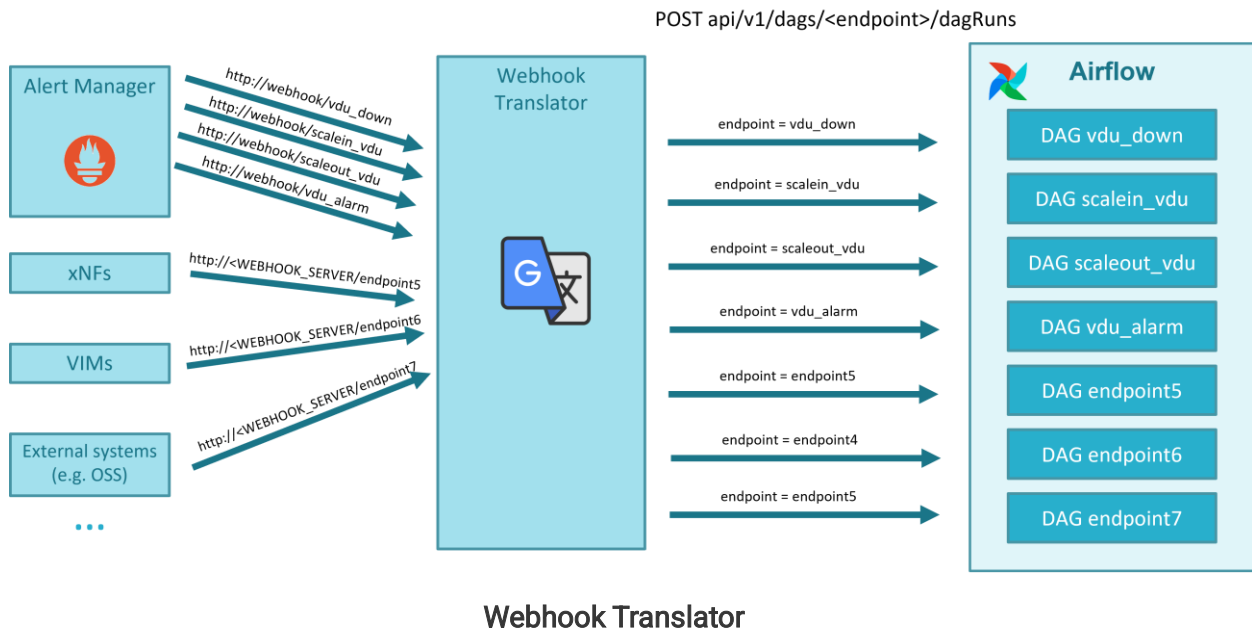 POST api/v1/dags/<endpoint>/dagRuns
Alert Manager
http://webhook/vdu_down
http://webhook/scalein_vdu
http://webhook/scaleout_vdu
http://webhook/vdu_alarm
xNFs
http://<WEBHOOK_SERVER/endpoint5
VIMs
http://<WEBHOOK_SERVER/endpoint6
External systems
(e.g. OSS)
http://<WEBHOOK_SERVER/endpoint7
...
Webhook
Translator
G
文
endpoint = vdu_down
endpoint = scalein_vdu
endpoint = scaleout_vdu
endpoint = vdu_alarm
endpoint = endpoint5
endpoint = endpoint4
endpoint = endpoint5
Airflow
DAG vdu_down
DAG scalein_vdu
DAG scaleout_vdu
DAG vdu_alarm
DAG endpoint5
DAG endpoint6
DAG endpoint7
Webhook Translator